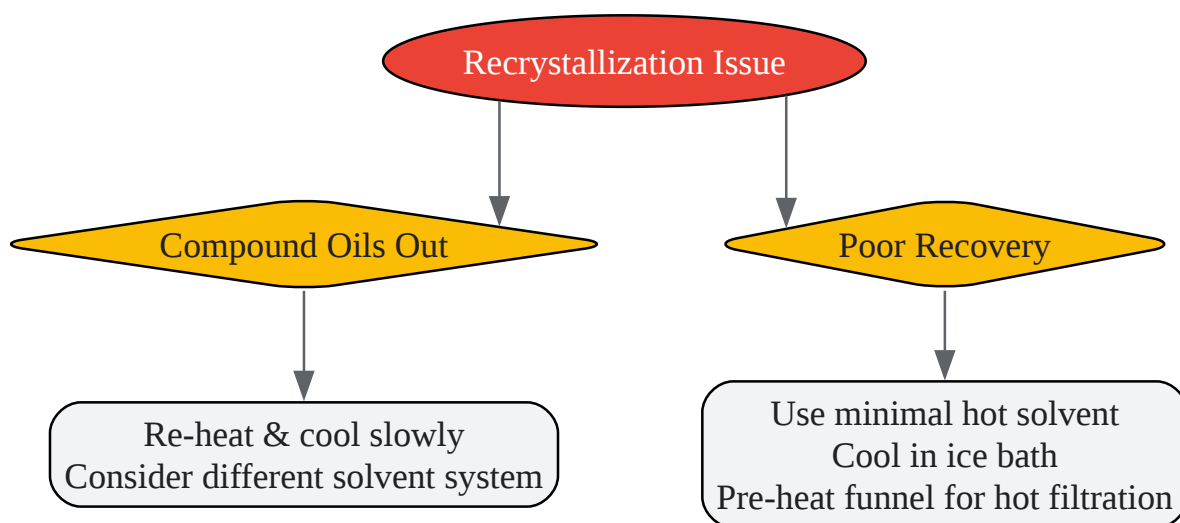 Recrystallization Issue
Compound Oils Out
Poor Recovery
Re-heat & cool slowly
Consider different solvent system
Use minimal hot solvent
Cool in ice bath
Pre-heat funnel for hot filtration